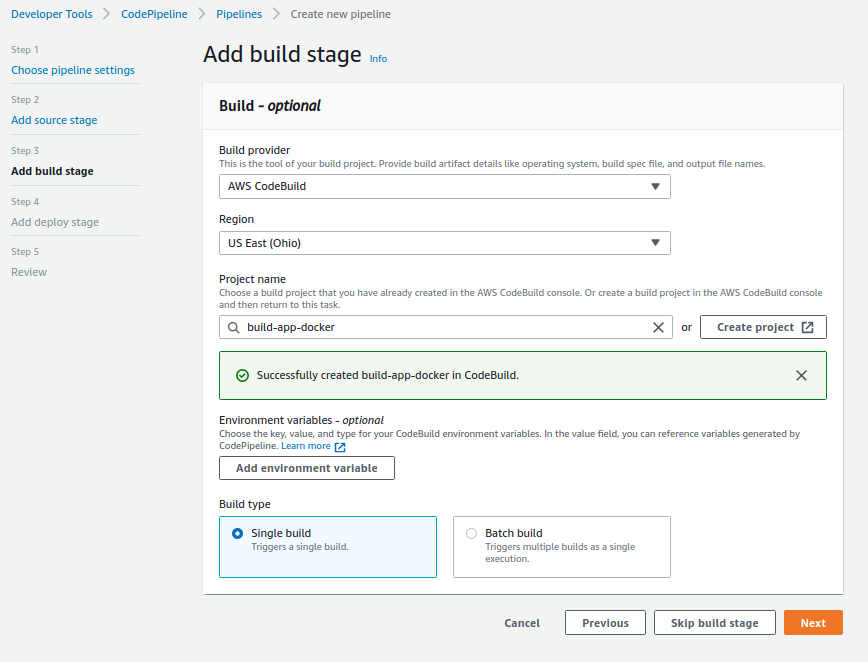 Developer Tools > CodePipeline > Pipelines > Create new pipeline
Step 1
Choose pipeline settings
Step 2
Add source stage
Step 3
Add build stage
Step 4
Add deploy stage
Step 5
Review
Add build stage Info
Build - optional
Build provider
This is the tool of your build project. Provide build artifact details like operating system, build spec file, and output file names.
AWS CodeBuild
Region
US East (Ohio)
Project name
Choose a build project that you have already created in the AWS CodeBuild console. Or create a build project in the AWS CodeBuild console
and then return to this task.
build-app-docker or Create project
Successfully created build-app-docker in CodeBuild.
Environment variables - optional
Choose the key, value, and type for your CodeBuild environment variables. In the value field, you can reference variables generated by
CodePipeline. Learn more
Add environment variable
Build type
Single build
Triggers a single build.
Batch build
Triggers multiple builds as a single
execution.
Cancel Previous Skip build stage Next